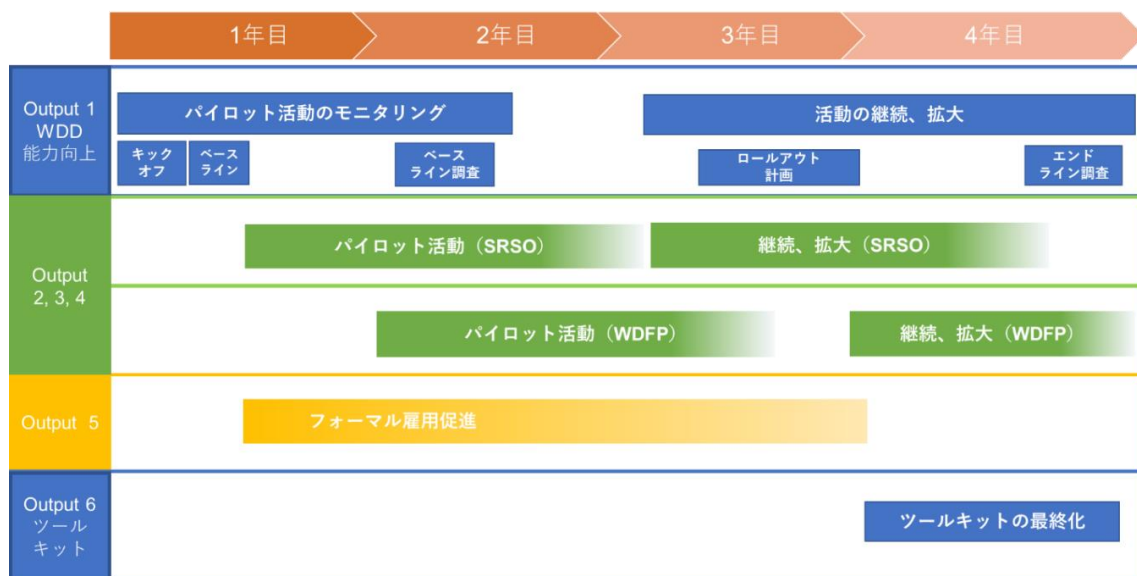 1年目
2年目
3年目
4年目
Output 1
WDD
能力向上
パイロット活動のモニタリング
活動の継続、拡大
キック
オフ
ベース
ライン
ベース
ライン調査
ロールアウト
計画
エンド
ライン調査
Output
2, 3, 4
パイロット活動（SRSO）
継続、拡大（SRSO）
パイロット活動（WDFP）
継続、拡大（WDFP）
Output 5
フォーマル雇用促進
Output 6
ツール
キット
ツールキットの最終化